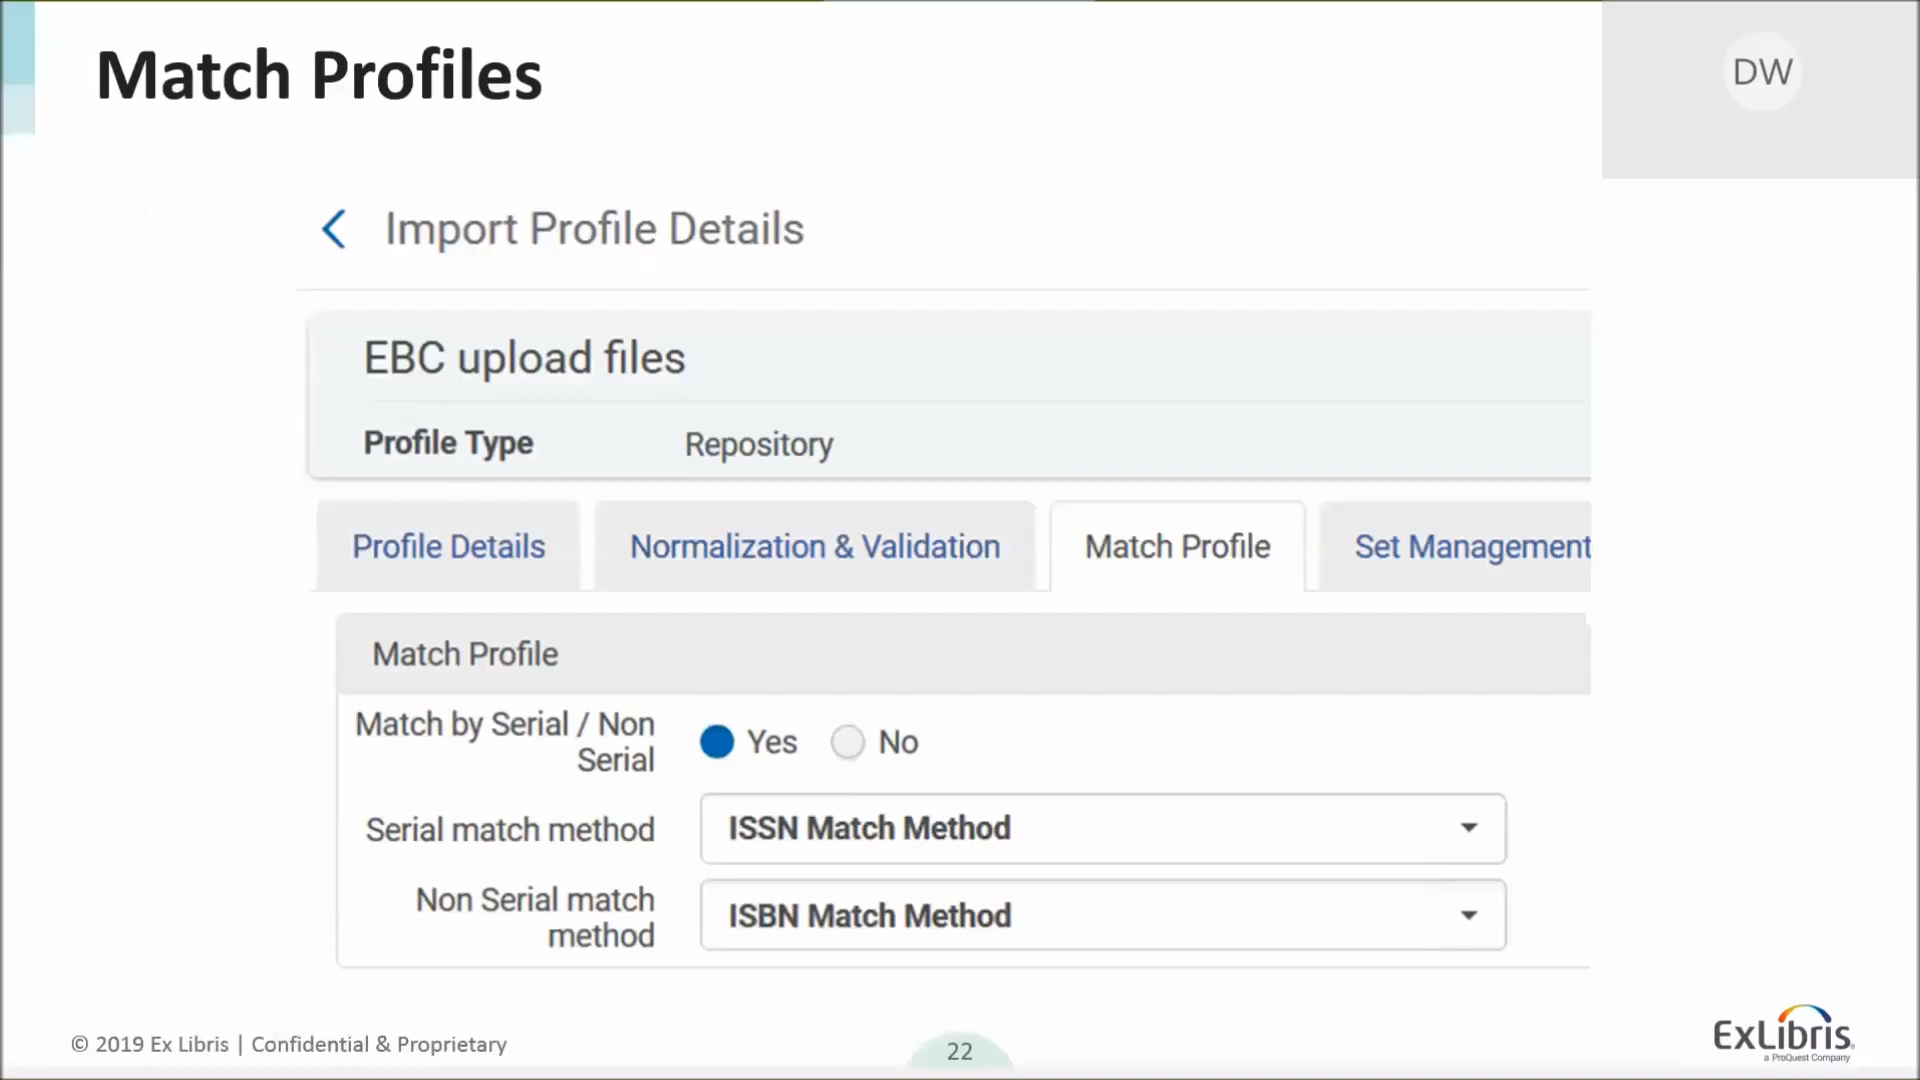 Match Profiles
DW
Import Profile Details
EBC upload files
Profile Type Repository
Profile Details Normalization & Validation Match Profile Set Management
Match Profile
Match by Serial / Non
Serial
Yes No
Serial match method ISSN Match Method
Non Serial match
method
ISBN Match Method
© 2019 Ex Libris | Confidential & Proprietary
22
ExLibris
a ProQuest Company